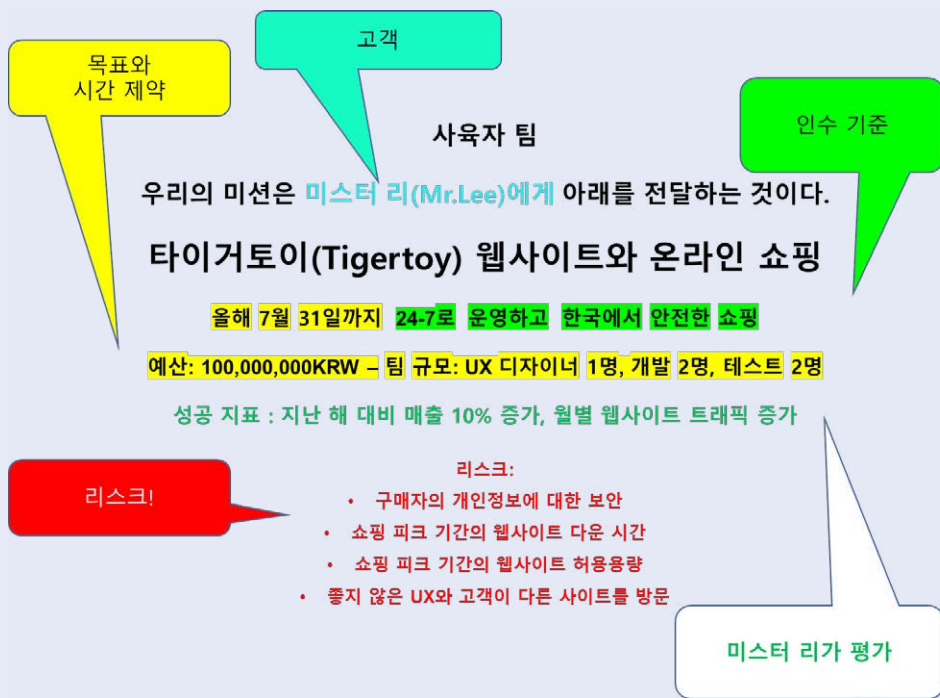 고객
목표와
시간 제약
인수 기준
사육자 팀
우리의 미션은 미스터 리(Mr.Lee)에게 아래를 전달하는 것이다.
타이거토이(Tigertoy) 웹사이트와 온라인 쇼핑
올해 7월 31일까지 24-7로 운영하고 한국에서 안전한 쇼핑
예산: 100,000,000KRW – 팀 규모: UX 디자이너 1명, 개발 2명, 테스트 2명
성공 지표 : 지난 해 대비 매출 10% 증가, 월별 웹사이트 트래픽 증가
리스크!
리스크:
• 구매자의 개인정보에 대한 보안
• 쇼핑 피크 기간의 웹사이트 다운 시간
• 쇼핑 피크 기간의 웹사이트 허용용량
• 좋지 않은 UX와 고객이 다른 사이트를 방문
미스터 리가 평가